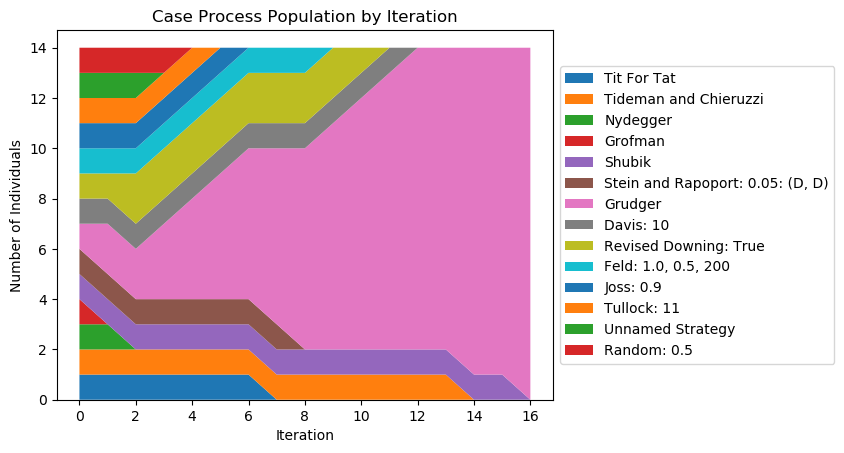 Case Process Population by Iteration
Number of Individuals
14
12
10
8
6
4
2
0
0 2 4 6 8 10 12 14 16
Iteration
Tit For Tat
Tideman and Chieruzzi
Nydegger
Grofman
Shubik
Stein and Rapoport: 0.05: (D, D)
Grudger
Davis: 10
Revised Downing: True
Feld: 1.0, 0.5, 200
Joss: 0.9
Tullock: 11
Unnamed Strategy
Random: 0.5